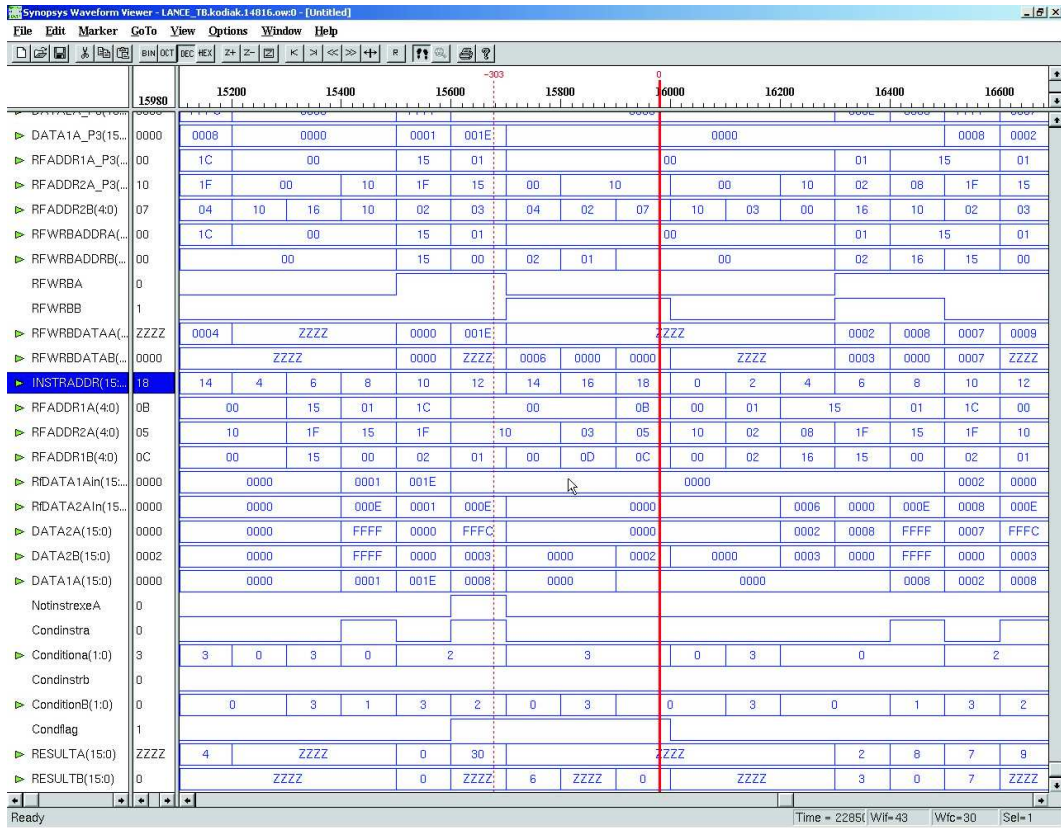 Synopsys Waveform Viewer - LANCE_TB.kodiak.14816.ow:0 - [Untitled]
File Edit Marker GoTo View Options Window Help
BIN OCT DEC HEX Z+ Z- R
-303 0
15980 15200 15400 15600 15800 16000 16200 16400 16600
DATA1A_P3(15... 0000 0008 0000 0001 001E 0000 0008 0002
RFADDR1A_P3(... 00 1C 00 15 01 00 01 15 01
RFADDR2A_P3(... 10 1F 00 10 1F 15 00 10 00 10 02 08 1F 15
RFADDR2B(4:0) 07 04 10 16 10 02 03 04 02 07 10 03 00 16 10 02 03
RFWRBADDRA(... 00 1C 00 15 01 00 01 15 01
RFWRBADDRB(... 00 00 15 00 02 01 00 02 16 15 00
RFWRBA 0
RFWRBB 1
RFWRBDATAA(... ZZZZ 0004 ZZZZ 0000 001E ZZZZ 0002 0008 0007 0009
RFWRBDATAB(... 0000 ZZZZ 0000 ZZZZ 0006 0000 0000 ZZZZ 0003 0000 0007 ZZZZ
INSTRADDR(15:... 18 14 4 6 8 10 12 14 16 18 0 2 4 6 8 10 12
RFADDR1A(4:0) 0B 00 15 01 1C 00 0B 00 01 15 01 1C 00
RFADDR2A(4:0) 05 10 1F 15 1F 10 03 05 10 02 08 1F 15 1F 10
RFADDR1B(4:0) 0C 00 15 00 02 01 00 0D 0C 00 02 16 15 00 02 01
RfDATA1Ain(15:... 0000 0000 0001 001E 0000 0002 0000
RfDATA2AIn(15... 0000 0000 000E 0001 000E 0000 0006 0000 000E 0008 000E
DATA2A(15:0) 0000 0000 FFFF 0000 FFFC 0000 0002 0008 FFFF 0007 FFFC
DATA2B(15:0) 0002 0000 FFFF 0000 0003 0000 0002 0000 0003 0000 FFFF 0000 0003
DATA1A(15:0) 0000 0000 0001 001E 0008 0000 0000 0008 0002 0008
NotinstrexeA 0
Condinstra 0
Conditiona(1:0) 3 3 0 3 0 2 3 0 3 0 2
Condinstrb 0
ConditionB(1:0) 0 0 3 1 3 2 0 3 0 3 0 1 3 2
Condflag 1
RESULTA(15:0) ZZZZ 4 ZZZZ 0 30 ZZZZ 2 8 7 9
RESULTB(15:0) 0 ZZZZ 0 ZZZZ 6 ZZZZ 0 ZZZZ 3 0 7 ZZZZ
Ready Time = 2285( Wif=43 Wfc=30 Sel=1